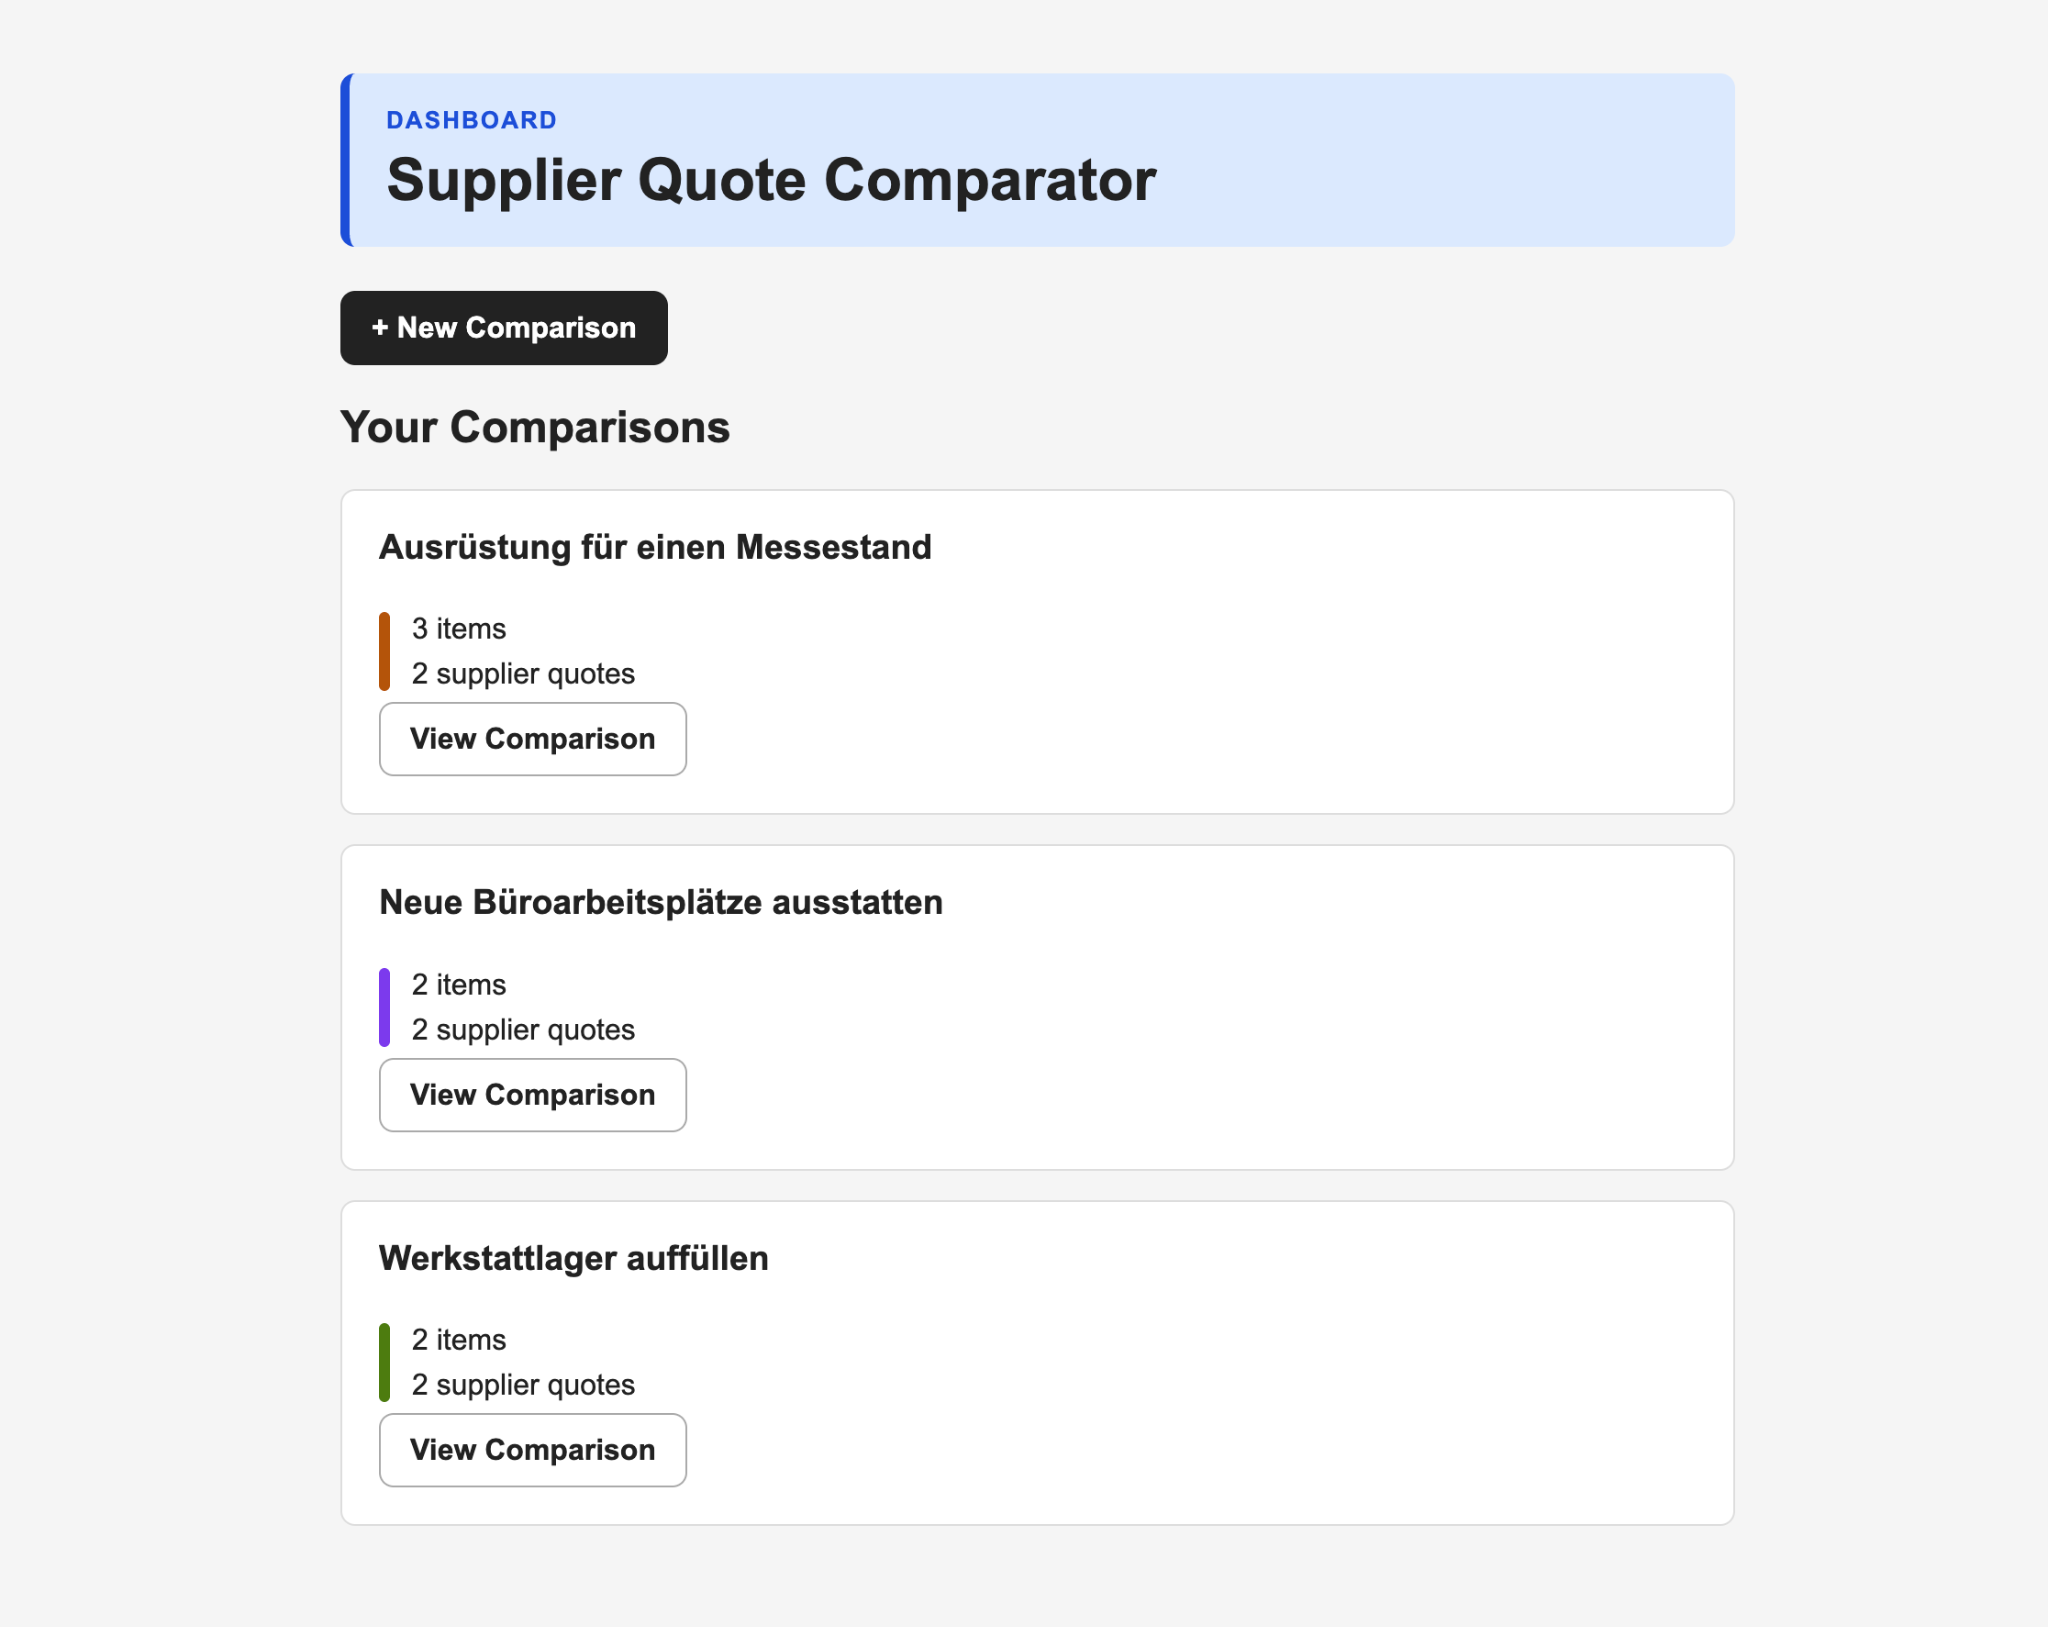 DASHBOARD
Supplier Quote Comparator
+ New Comparison
Your Comparisons
Ausrüstung für einen Messestand
3 items
2 supplier quotes
View Comparison
Neue Büroarbeitsplätze ausstatten
2 items
2 supplier quotes
View Comparison
Werkstattlager auffüllen
2 items
2 supplier quotes
View Comparison